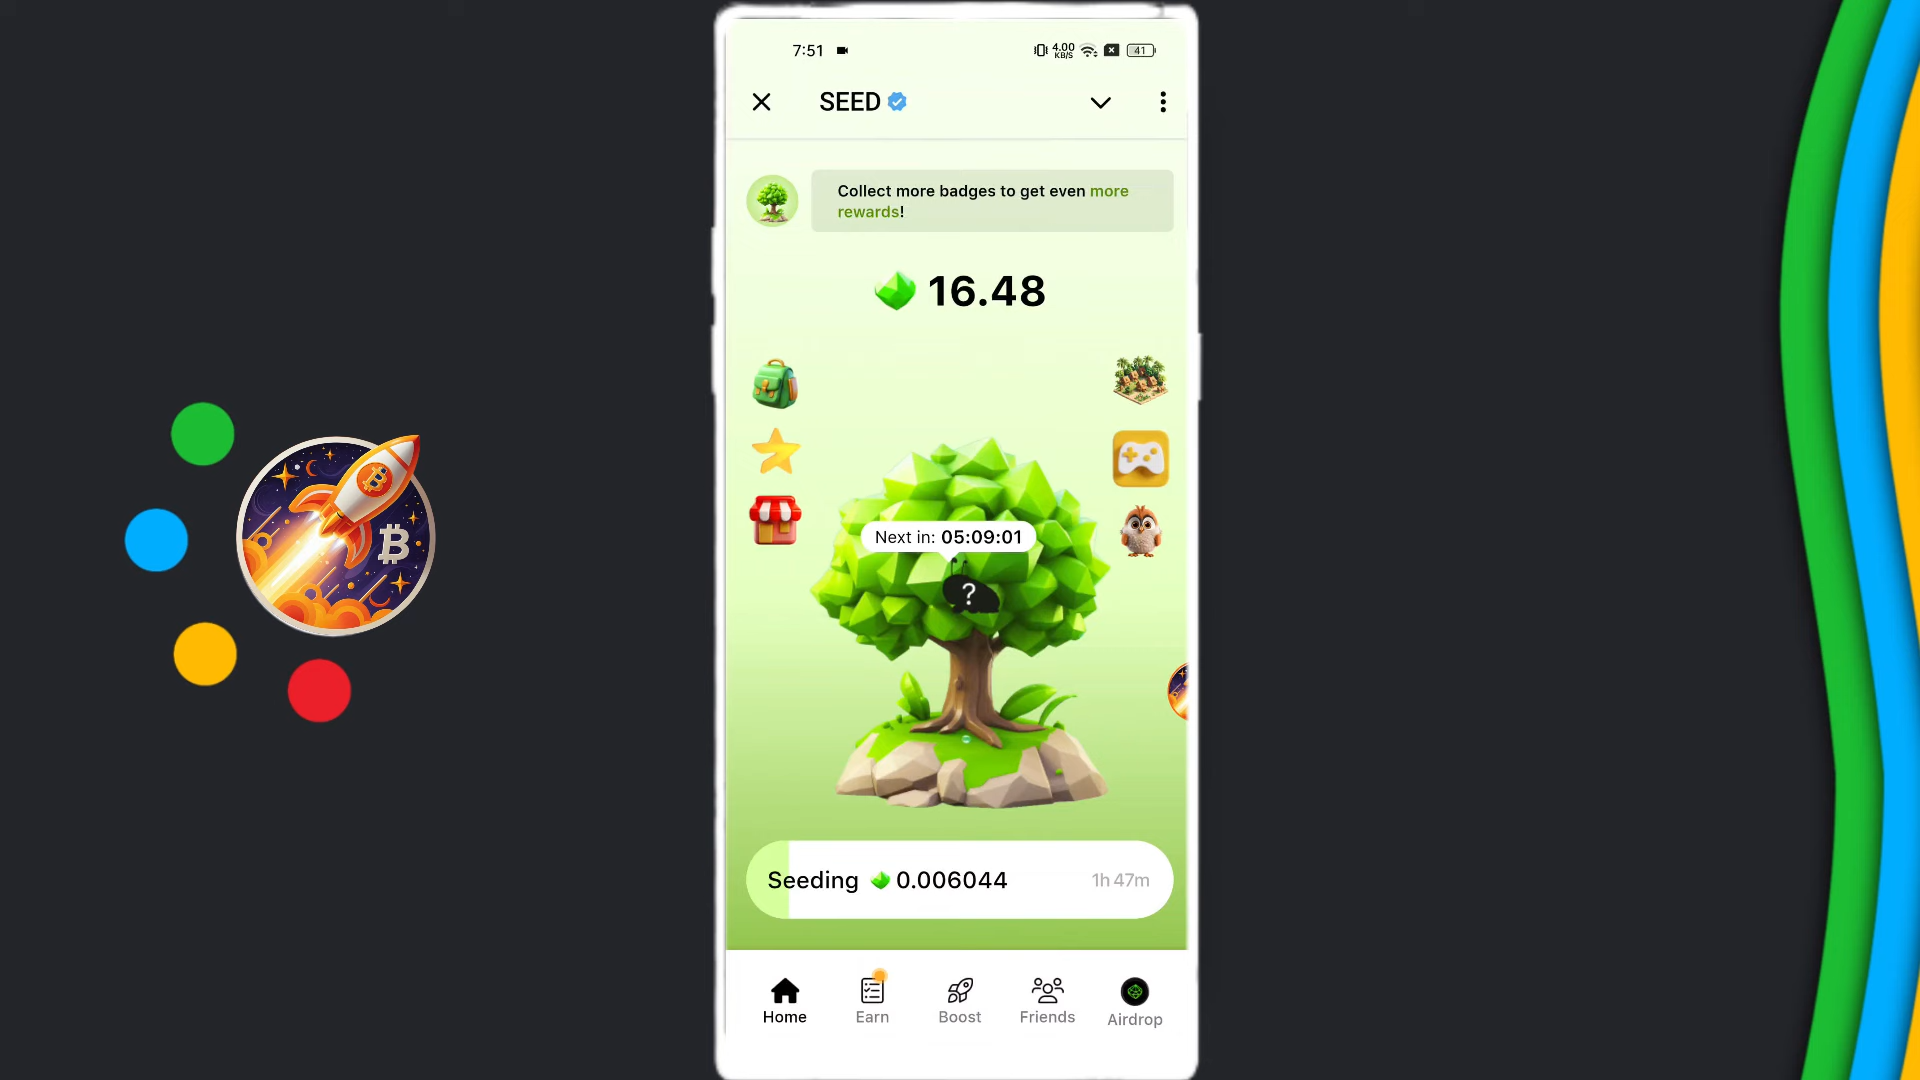 7:51
4.00
KB/S
41
SEED
Collect more badges to get even more
rewards!
16.48
Next in: 05:09:01
?
Seeding 0.006044
1h 47m
Home
Earn
Boost
Friends
Airdrop